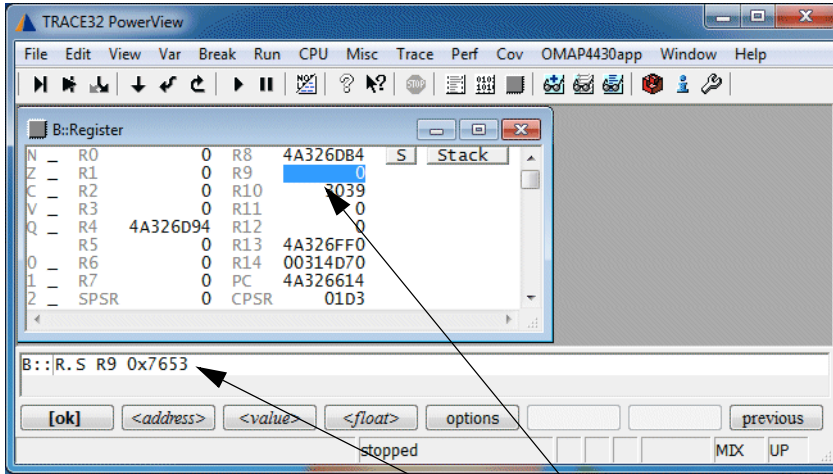 TRACE32 PowerView
File Edit View Var Break Run CPU Misc Trace Perf Cov OMAP4430app Window Help
STOP
B::Register
N _ R0 0 R8 4A326DB4 S Stack
Z _ R1 0 R9 0
C _ R2 0 R10 3039
V _ R3 0 R11 0
Q _ R4 4A326D94 R12 0
R5 0 R13 4A326FF0
0 _ R6 0 R14 00314D70
1 _ R7 0 PC 4A326614
2 _ SPSR 0 CPSR 01D3
B::R.S R9 0x7653
[ok] <address> <value> <float> options previous
stopped MIX UP